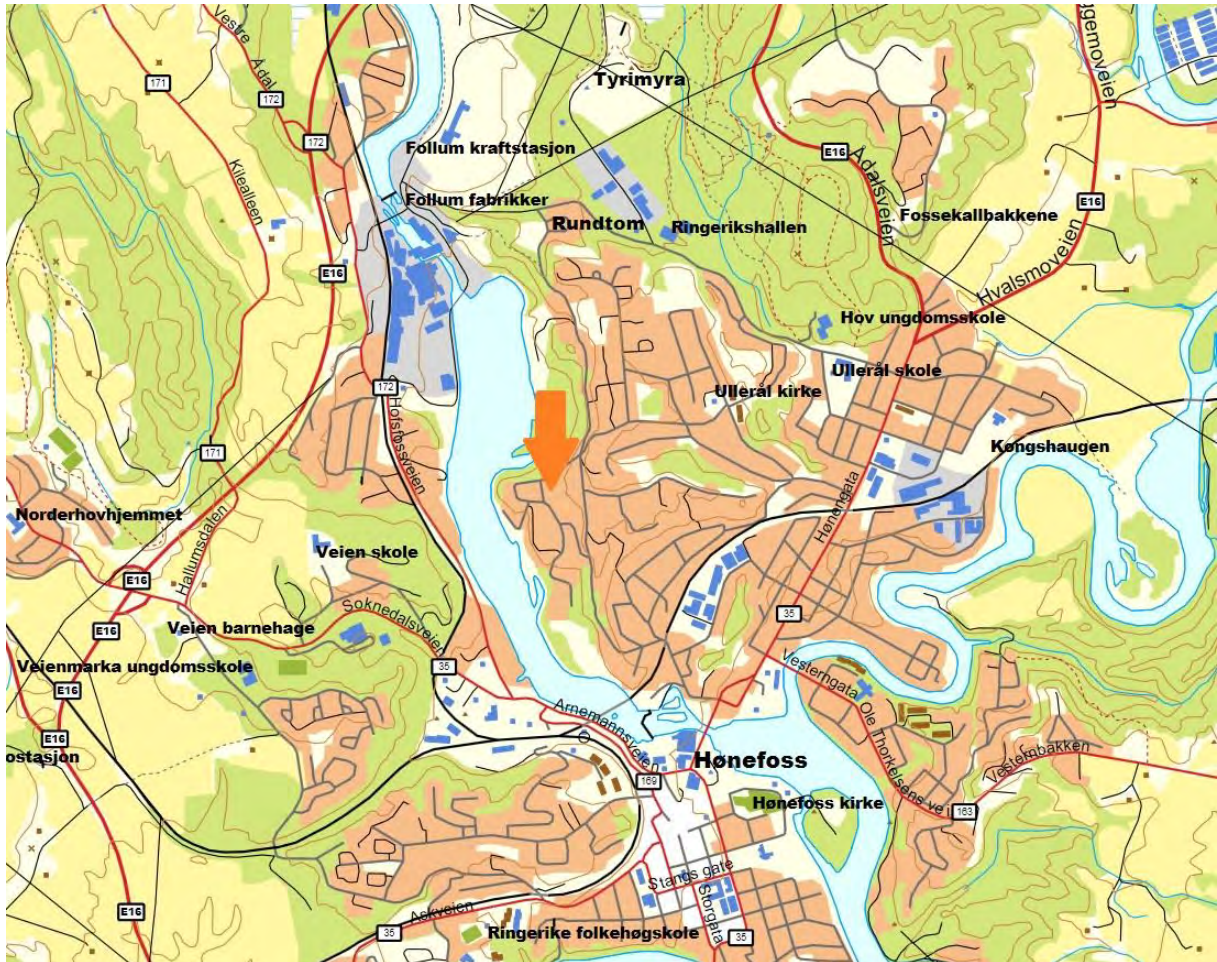 Vestre Ådal
ggemoveien
Tyrimyra
171
172
172
Follum kraftstasjon
E16
Ådalsveien
Kilealleen
Follum fabrikker
Fossekallbakkene
E16
Rundtom
Ringerikshallen
E16
Hvalsmoveien
Hov ungdomsskole
Ullerål skole
172
Ullerål kirke
Hofsfossveien
Kongshaugen
171
Hønengata
Norderhovhjemmet
Hallumsdalen
Veien skole
E16
35
E16
Veien barnehage
Soknedalsveien
Veienmarka ungdomsskole
35
Vesterngata
E16
Arnemannsveien
Ole Thorkelsens vei
E16
ostasjon
Hønefoss
Vesternbakken
169
Hønefoss kirke
163
Stangs gate
Storgata
E16
Askveien
35
Ringerike folkehøgskole
35